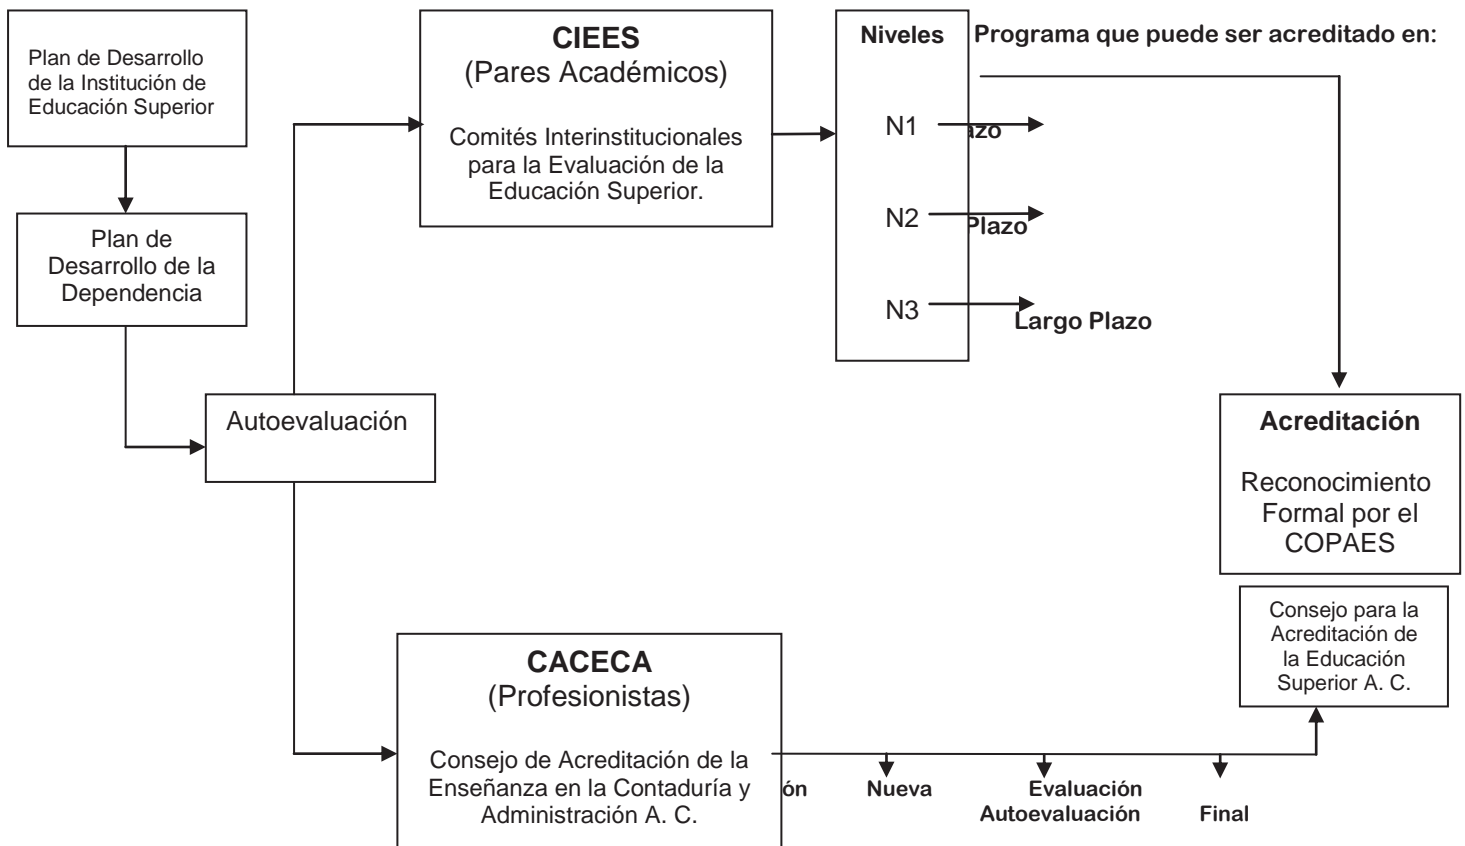 Plan de Desarrollo
de la Institución de
Educación Superior
Plan de
Desarrollo de la
Dependencia
Autoevaluación
CIEES
(Pares Académicos)
Comités Interinstitucionales
para la Evaluación de la
Educación Superior.
Niveles
N1
N2
N3
Programa que puede ser acreditado en:
azo
Plazo
Largo Plazo
Acreditación
Reconocimiento
Formal por el
COPAES
Consejo para la
Acreditación de
la Educación
Superior A. C.
CACECA
(Profesionistas)
Consejo de Acreditación de la
Enseñanza en la Contaduría y
Administración A. C.
ón Nueva Evaluación
Autoevaluación Final